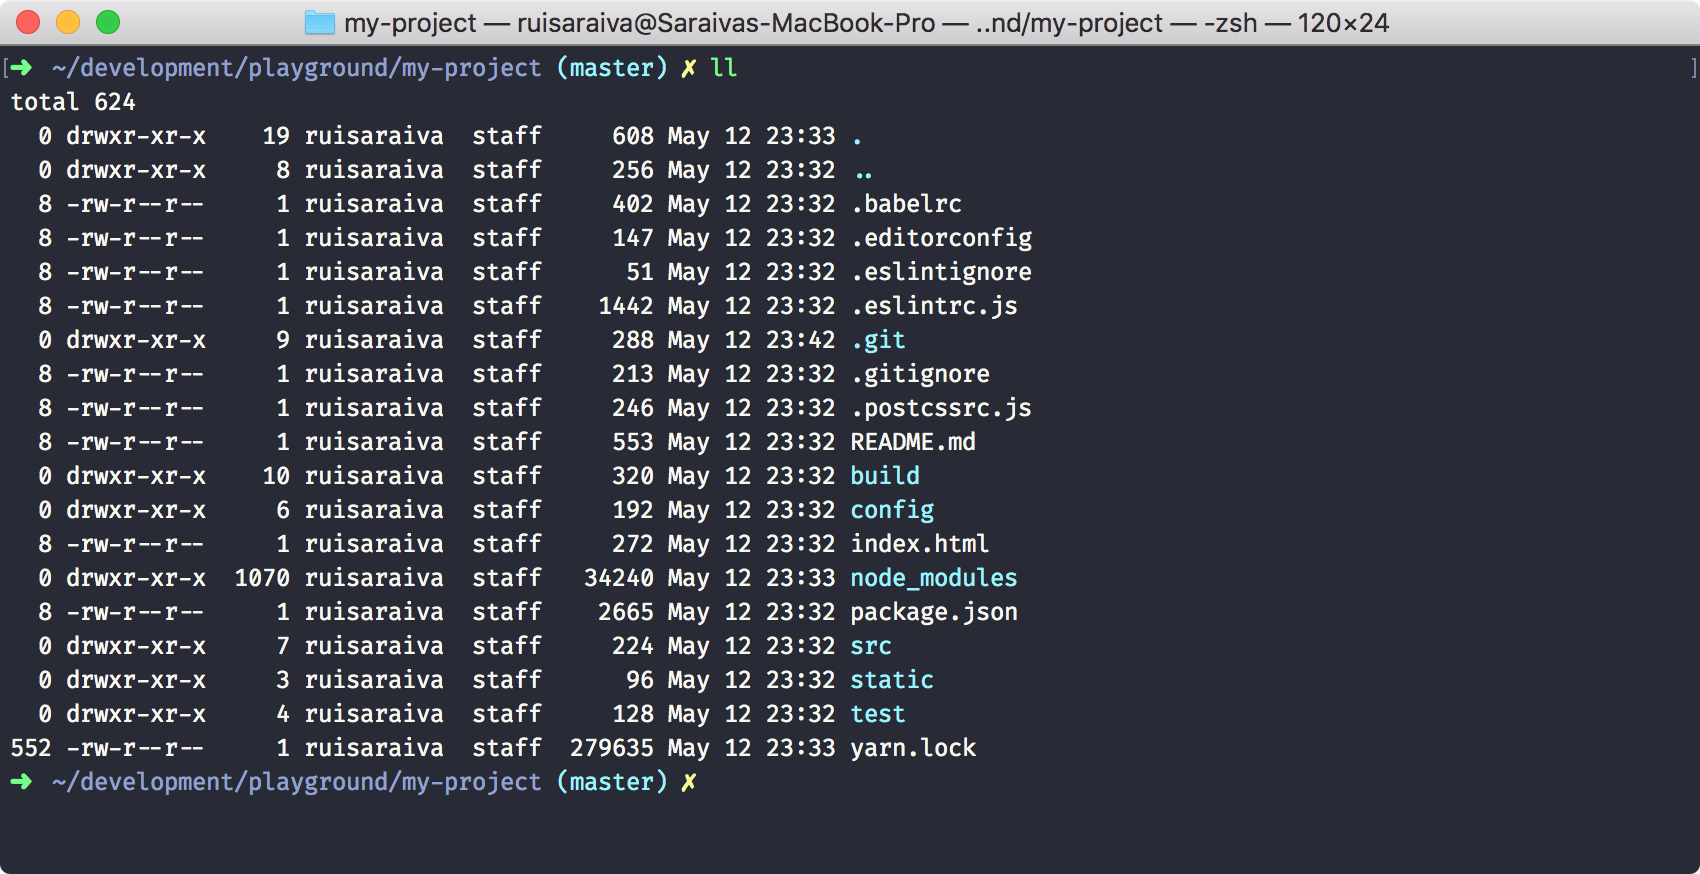 my-project — ruisaraiva@Saraivas-MacBook-Pro — ..nd/my-project — -zsh — 120×24
[➜  ~/development/playground/my-project (master) ✗ ll ]
total 624
  0 drwxr-xr-x    19 ruisaraiva  staff     608 May 12 23:33 .
  0 drwxr-xr-x     8 ruisaraiva  staff     256 May 12 23:32 ..
  8 -rw-r--r--     1 ruisaraiva  staff     402 May 12 23:32 .babelrc
  8 -rw-r--r--     1 ruisaraiva  staff     147 May 12 23:32 .editorconfig
  8 -rw-r--r--     1 ruisaraiva  staff      51 May 12 23:32 .eslintignore
  8 -rw-r--r--     1 ruisaraiva  staff    1442 May 12 23:32 .eslintrc.js
  0 drwxr-xr-x     9 ruisaraiva  staff     288 May 12 23:42 .git
  8 -rw-r--r--     1 ruisaraiva  staff     213 May 12 23:32 .gitignore
  8 -rw-r--r--     1 ruisaraiva  staff     246 May 12 23:32 .postcssrc.js
  8 -rw-r--r--     1 ruisaraiva  staff     553 May 12 23:32 README.md
  0 drwxr-xr-x    10 ruisaraiva  staff     320 May 12 23:32 build
  0 drwxr-xr-x     6 ruisaraiva  staff     192 May 12 23:32 config
  8 -rw-r--r--     1 ruisaraiva  staff     272 May 12 23:32 index.html
  0 drwxr-xr-x  1070 ruisaraiva  staff   34240 May 12 23:33 node_modules
  8 -rw-r--r--     1 ruisaraiva  staff    2665 May 12 23:32 package.json
  0 drwxr-xr-x     7 ruisaraiva  staff     224 May 12 23:32 src
  0 drwxr-xr-x     3 ruisaraiva  staff      96 May 12 23:32 static
  0 drwxr-xr-x     4 ruisaraiva  staff     128 May 12 23:32 test
552 -rw-r--r--     1 ruisaraiva  staff  279635 May 12 23:33 yarn.lock
➜  ~/development/playground/my-project (master) ✗